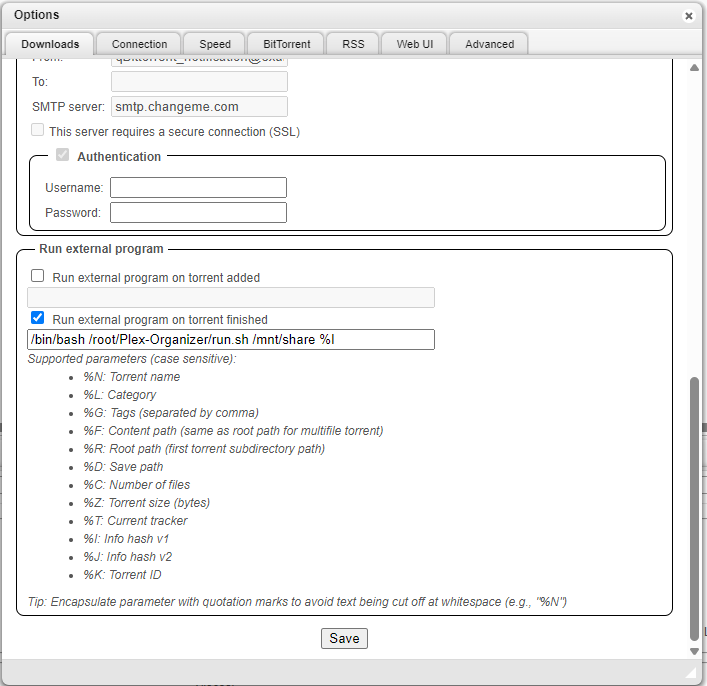 Options
Downloads
Connection
Speed
BitTorrent
RSS
Web UI
Advanced
To:
SMTP server: smtp.changeme.com
This server requires a secure connection (SSL)
Authentication
Username:
Password:
Run external program
Run external program on torrent added
Run external program on torrent finished
/bin/bash /root/Plex-Organizer/run.sh /mnt/share %I
Supported parameters (case sensitive):
• %N: Torrent name
• %L: Category
• %G: Tags (separated by comma)
• %F: Content path (same as root path for multifile torrent)
• %R: Root path (first torrent subdirectory path)
• %D: Save path
• %C: Number of files
• %Z: Torrent size (bytes)
• %T: Current tracker
• %I: Info hash v1
• %J: Info hash v2
• %K: Torrent ID
Tip: Encapsulate parameter with quotation marks to avoid text being cut off at whitespace (e.g., "%N")
Save